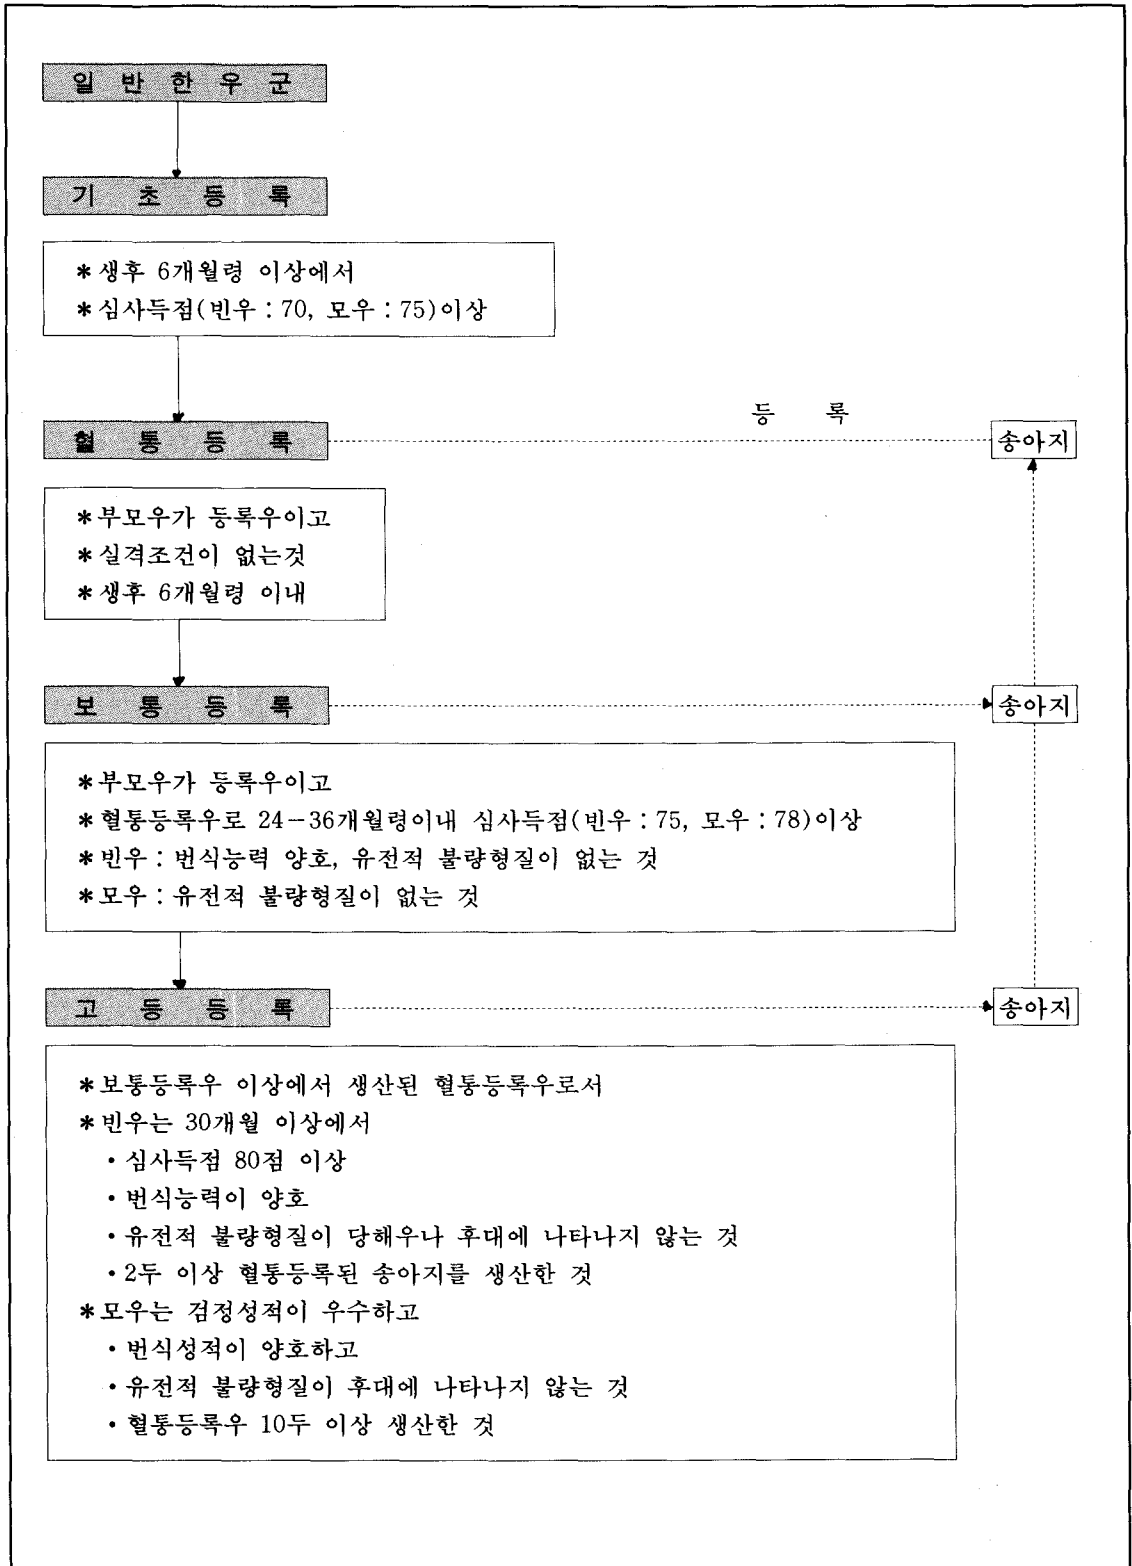 일 반 한 우 군
기 초 등 록
* 생후 6개월령 이상에서
* 심사득점(빈우 : 70, 모우 : 75)이상
등 록
혈 통 등 록
송아지
* 부모우가 등록우이고
* 실격조건이 없는것
* 생후 6개월령 이내
보 통 등 록
송아지
* 부모우가 등록우이고
* 혈통등록우로 24-36개월령이내 심사득점(빈우 : 75, 모우 : 78)이상
* 빈우 : 번식능력 양호, 유전적 불량형질이 없는 것
* 모우 : 유전적 불량형질이 없는 것
고 등 등 록
송아지
* 보통등록우 이상에서 생산된 혈통등록우로서
* 빈우는 30개월 이상에서
• 심사득점 80점 이상
• 번식능력이 양호
• 유전적 불량형질이 당해우나 후대에 나타나지 않는 것
• 2두 이상 혈통등록된 송아지를 생산한 것
* 모우는 검정성적이 우수하고
• 번식성적이 양호하고
• 유전적 불량형질이 후대에 나타나지 않는 것
• 혈통등록우 10두 이상 생산한 것